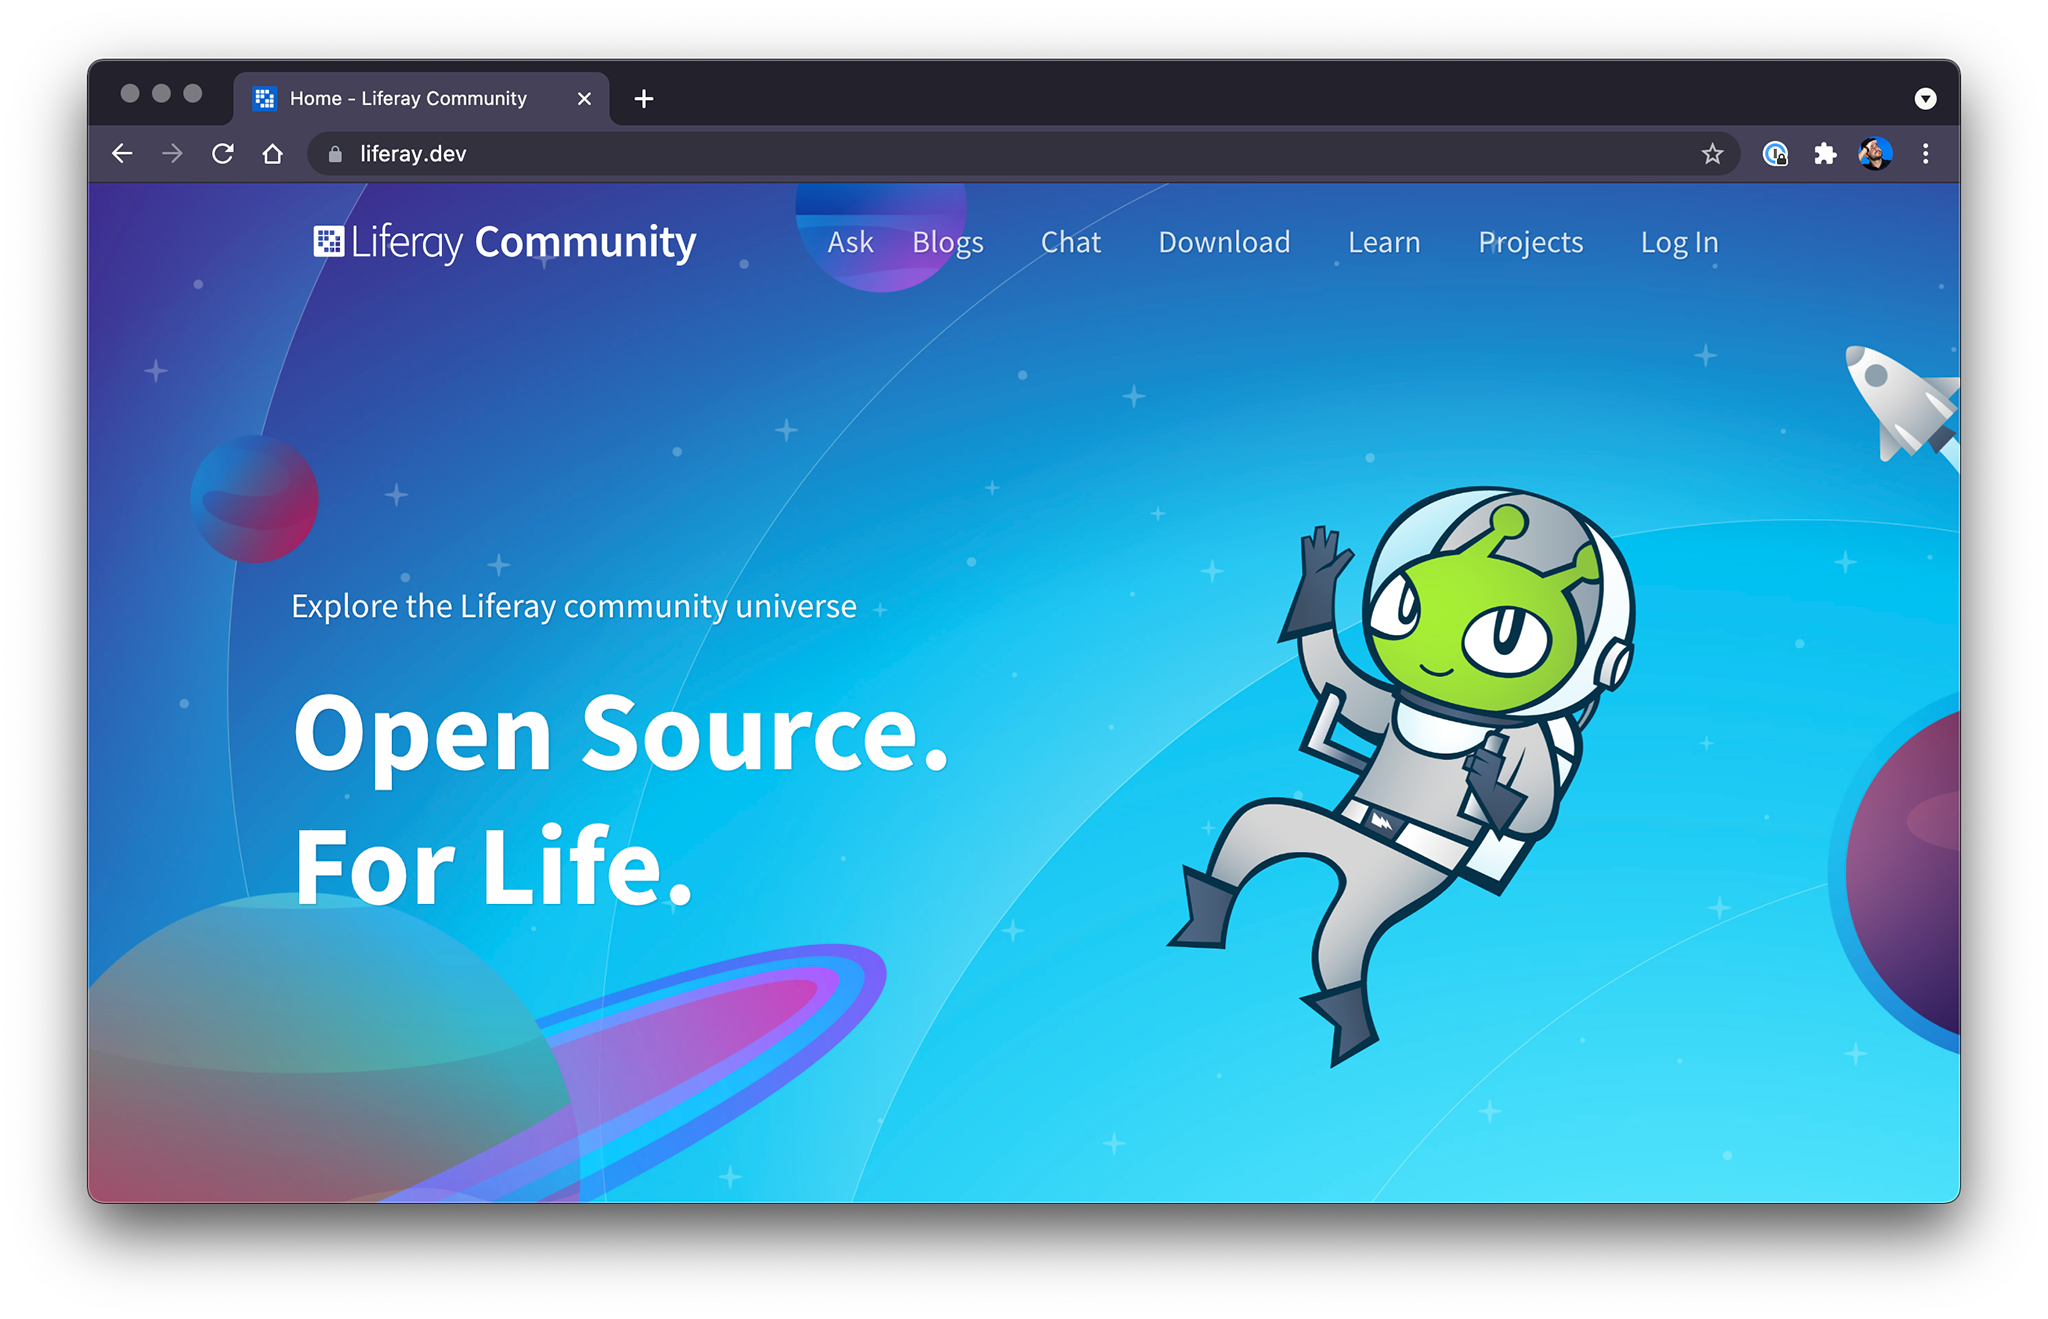 Home - Liferay Community
liferay.dev
Liferay Community
Ask Blogs Chat Download Learn Projects Log In
Explore the Liferay community universe
Open Source.
For Life.